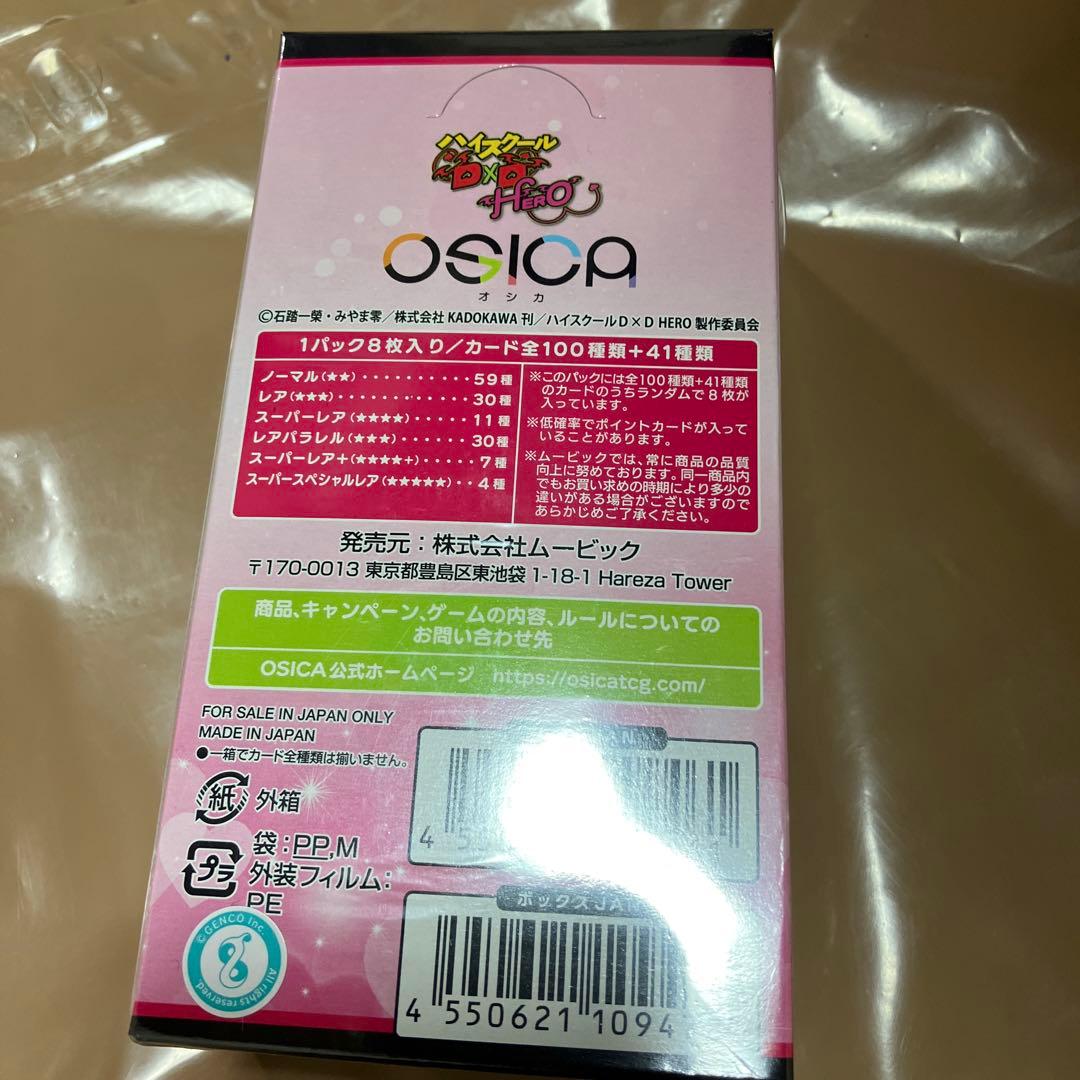 ハイスクール
D×D
HERO
OSICA
オシカ
©石踏一榮・みやま零／株式会社 KADOKAWA 刊／ハイスクールD×D HERO 製作委員会
1パック8枚入り／カード全100種類+41種類
ノーマル(★★)・・・・・・・・・・59種
レア(★★★)・・・・・・・・・・・30種
スーパーレア(★★★★)・・・・・・11種
レアパラレル(★★★)・・・・・・・30種
スーパーレア+(★★★★+)・・・・・7種
スーパースペシャルレア(★★★★★)・・4種
※このパックには全100種類+41種類
のカードのうちランダムで8枚が
入っています。
※低確率でポイントカードが入って
いることがあります。
※ムービックでは、常に商品の品質
向上に努めております。同一商品内
でもお買い求めの時期により多少の
違いがある場合がございますので
あらかじめご了承ください。
発売元：株式会社ムービック
〒170-0013 東京都豊島区東池袋 1-18-1 Hareza Tower
商品、キャンペーン、ゲームの内容、ルールについての
お問い合わせ先
OSICA 公式ホームページ https://osicatcg.com/
FOR SALE IN JAPAN ONLY
MADE IN JAPAN
●一箱でカード全種類は揃いません。
紙 外箱
プラ 袋：PP,M
外装フィルム：
PE
©GENCO Inc.
All rights reserved
ボックスJA
4 550621 1094